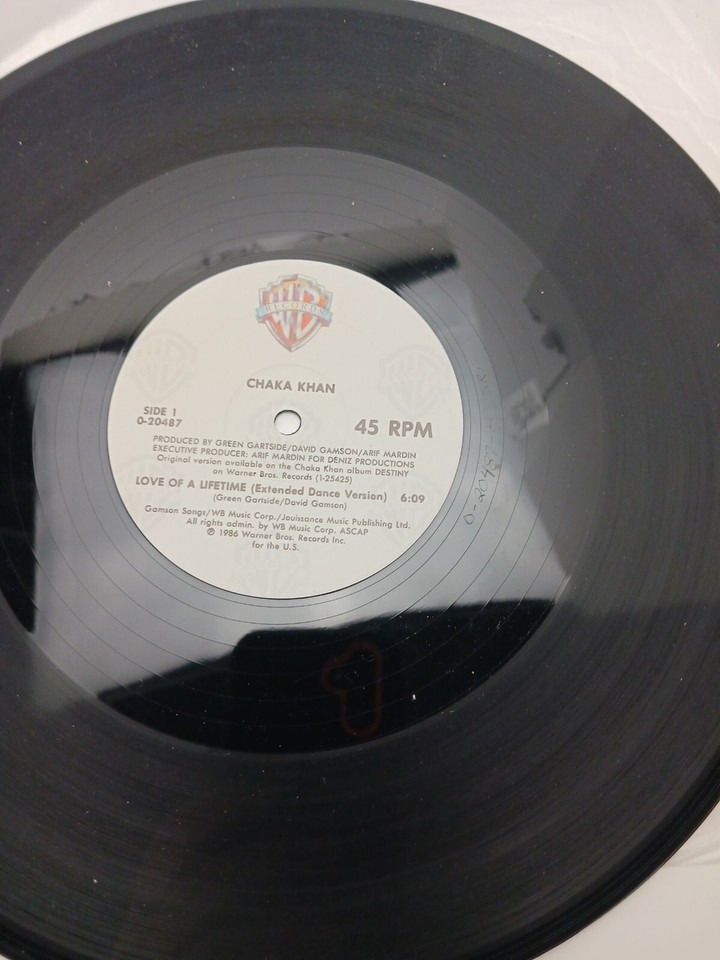 RECORDS
CHAKA KHAN
SIDE 1
0-20487
45 RPM
PRODUCED BY GREEN GARTSIDE/DAVID GAMSON/ARIF MARDIN
EXECUTIVE PRODUCER: ARIF MARDIN FOR DENIZ PRODUCTIONS
Original version available on the Chaka Khan album DESTINY
on Warner Bros. Records (1-25425)
LOVE OF A LIFETIME (Extended Dance Version) 6:09
(Green Gartside/David Gamson)
Gamson Songs/WB Music Corp./Jouissance Music Publishing Ltd.
All rights admin. by WB Music Corp. ASCAP
℗ 1986 Warner Bros. Records Inc.
for the U.S.
1